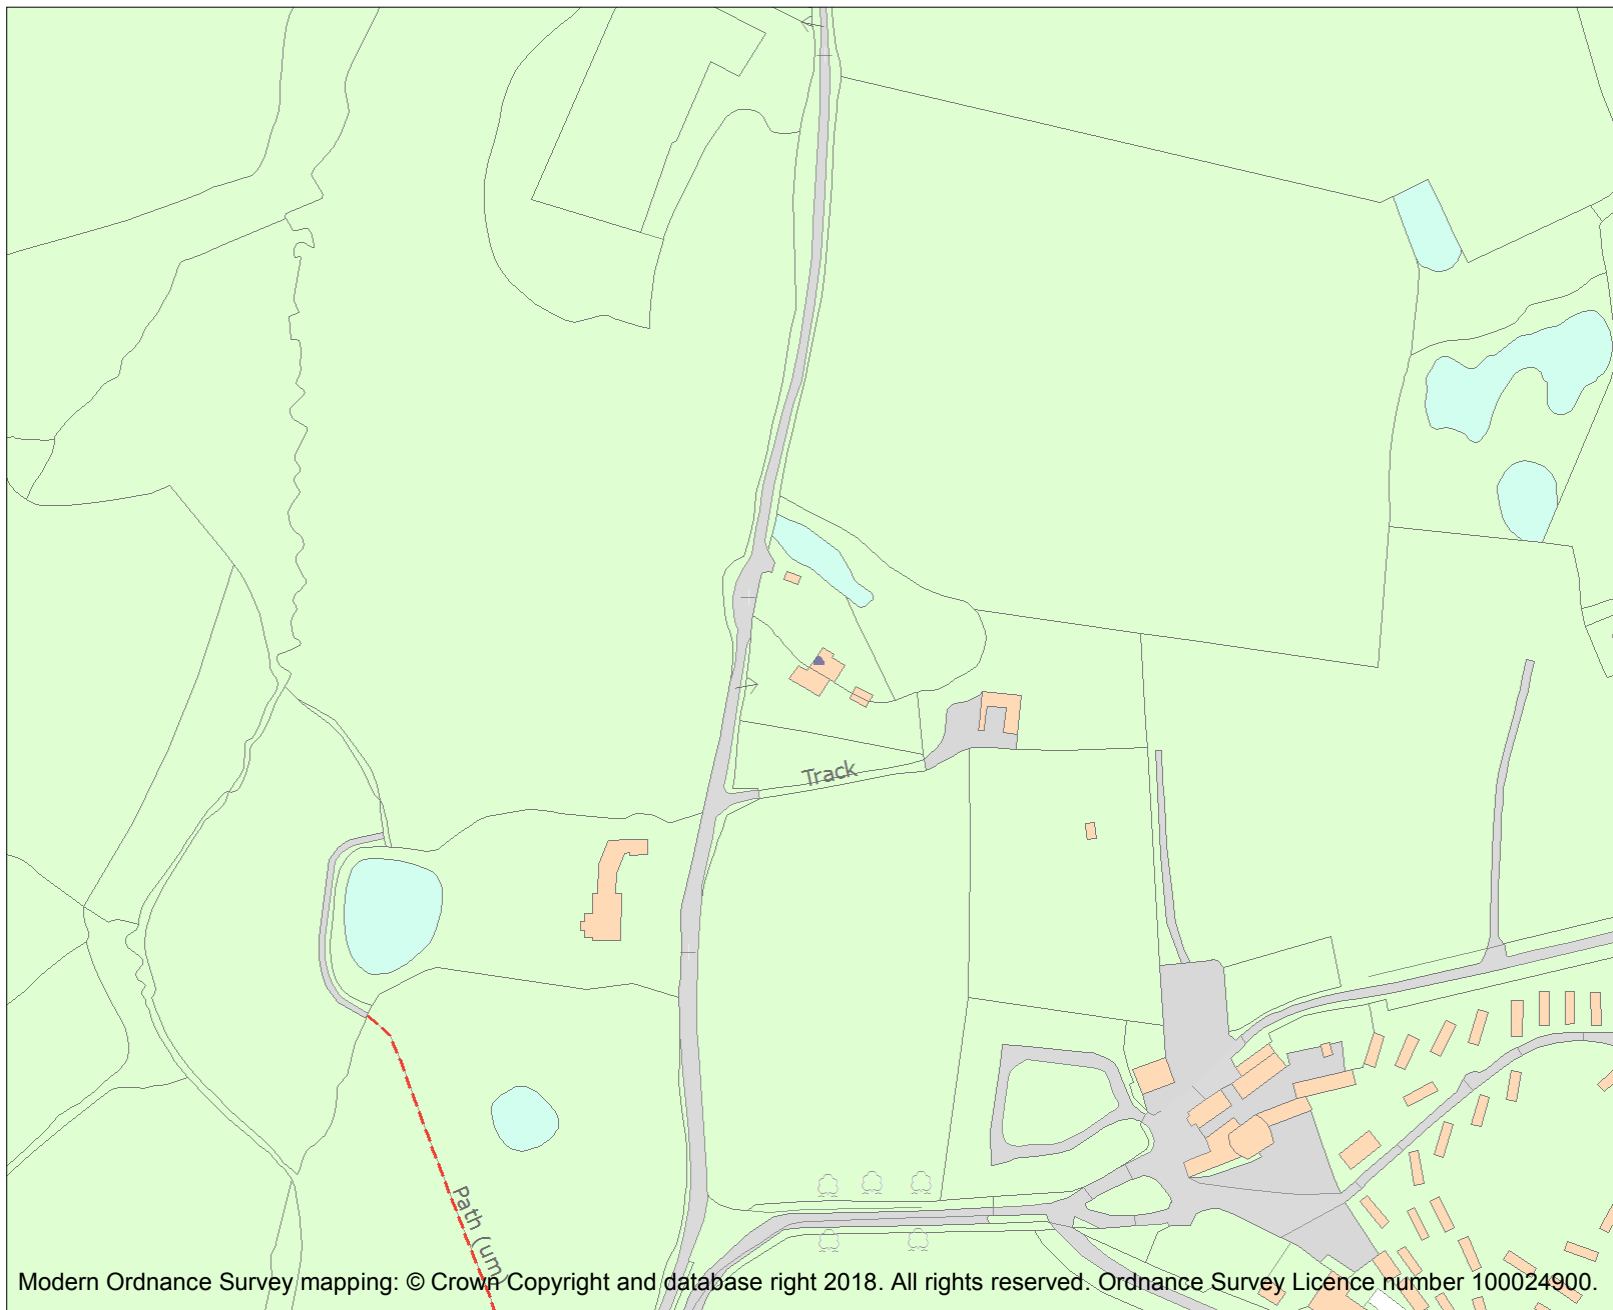 Track
Path (um)
Modern Ordnance Survey mapping: © Crown Copyright and database right 2018. All rights reserved. Ordnance Survey Licence number 100024900.